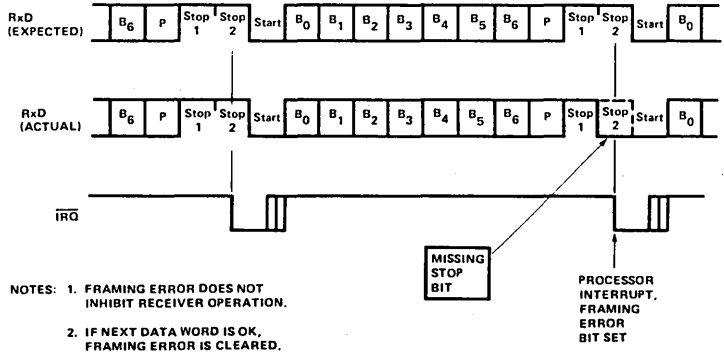 RxD
(EXPECTED)
B6 P Stop 1 Stop 2 Start B0 B1 B2 B3 B4 B5 B6 P Stop 1 Stop 2 Start B0
RxD
(ACTUAL)
B6 P Stop 1 Stop 2 Start B0 B1 B2 B3 B4 B5 B6 P Stop 1 Stop 2 Start B0
IRQ
MISSING
STOP
BIT
PROCESSOR
INTERRUPT,
FRAMING
ERROR
BIT SET
NOTES: 1. FRAMING ERROR DOES NOT
INHIBIT RECEIVER OPERATION.
2. IF NEXT DATA WORD IS OK,
FRAMING ERROR IS CLEARED.